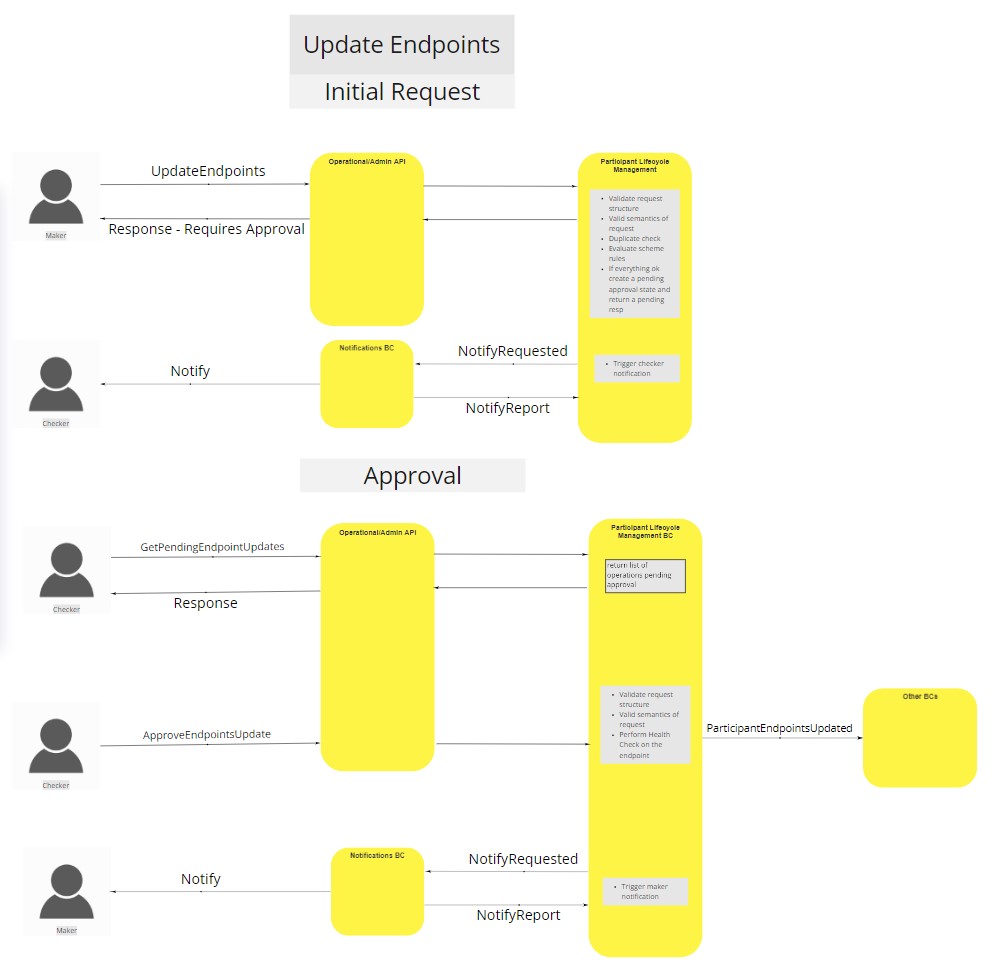 Update Endpoints
Initial Request
UpdateEndpoints
Response - Requires Approval
Maker
Operational/Admin API
Participant Lifecycle
Management
• Validate request
structure
• Valid semantics of
request
• Duplicate check
• Evaluate scheme
rules
• If everything ok
create a pending
approval state and
return a pending
resp
Notify
Checker
Notifications BC
NotifyRequested
NotifyReport
• Trigger checker
notification
Approval
GetPendingEndpointUpdates
Response
Checker
Operational/Admin API
Participant Lifecycle
Management BC
return list of
operations pending
approval
ApproveEndpointsUpdate
Checker
• Validate request
structure
• Valid semantics of
request
• Perform Health
Check on the
endpoint
ParticipantEndpointsUpdated
Other BCs
Notify
Maker
Notifications BC
NotifyRequested
NotifyReport
• Trigger maker
notification